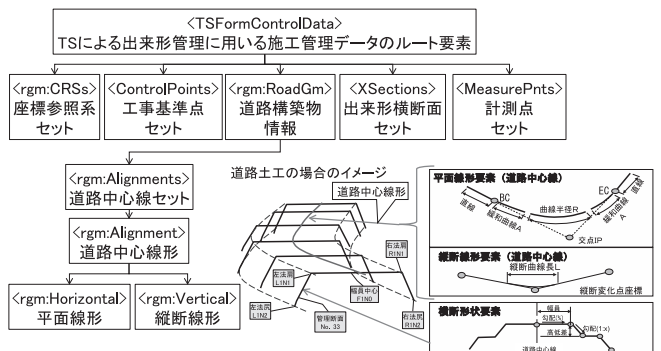 <TSFormControlData>
TSによる出来形管理に用いる施工管理データのルート要素
<rgm:CRSs>
座標参照系
セット
<ControlPoints>
工事基準点
セット
<rgm:RoadGm>
道路構築物
情報
<XSections>
出来形横断面
セット
<MeasurePnts>
計測点
セット
<rgm:Alignments>
道路中心線セット
<rgm:Alignment>
道路中心線形
<rgm:Horizontal>
平面線形
<rgm:Vertical>
縦断線形
道路土工の場合のイメージ
道路中心線形
左法肩
L1N1
左法尻
L1N2
管理断面
No. 33
幅員中心
F1N0
右法肩
R1N1
右法尻
R1N2
平面線形要素（道路中心線）
直線
BC
緩和曲線A
曲線半径R
交点IP
EC
緩和曲線
A
直線
縦断線形要素（道路中心線）
縦断曲線長L
縦断変化点座標
横断形状要素
幅員
勾配(%)
高低差
勾配(1:x)
道路中心線